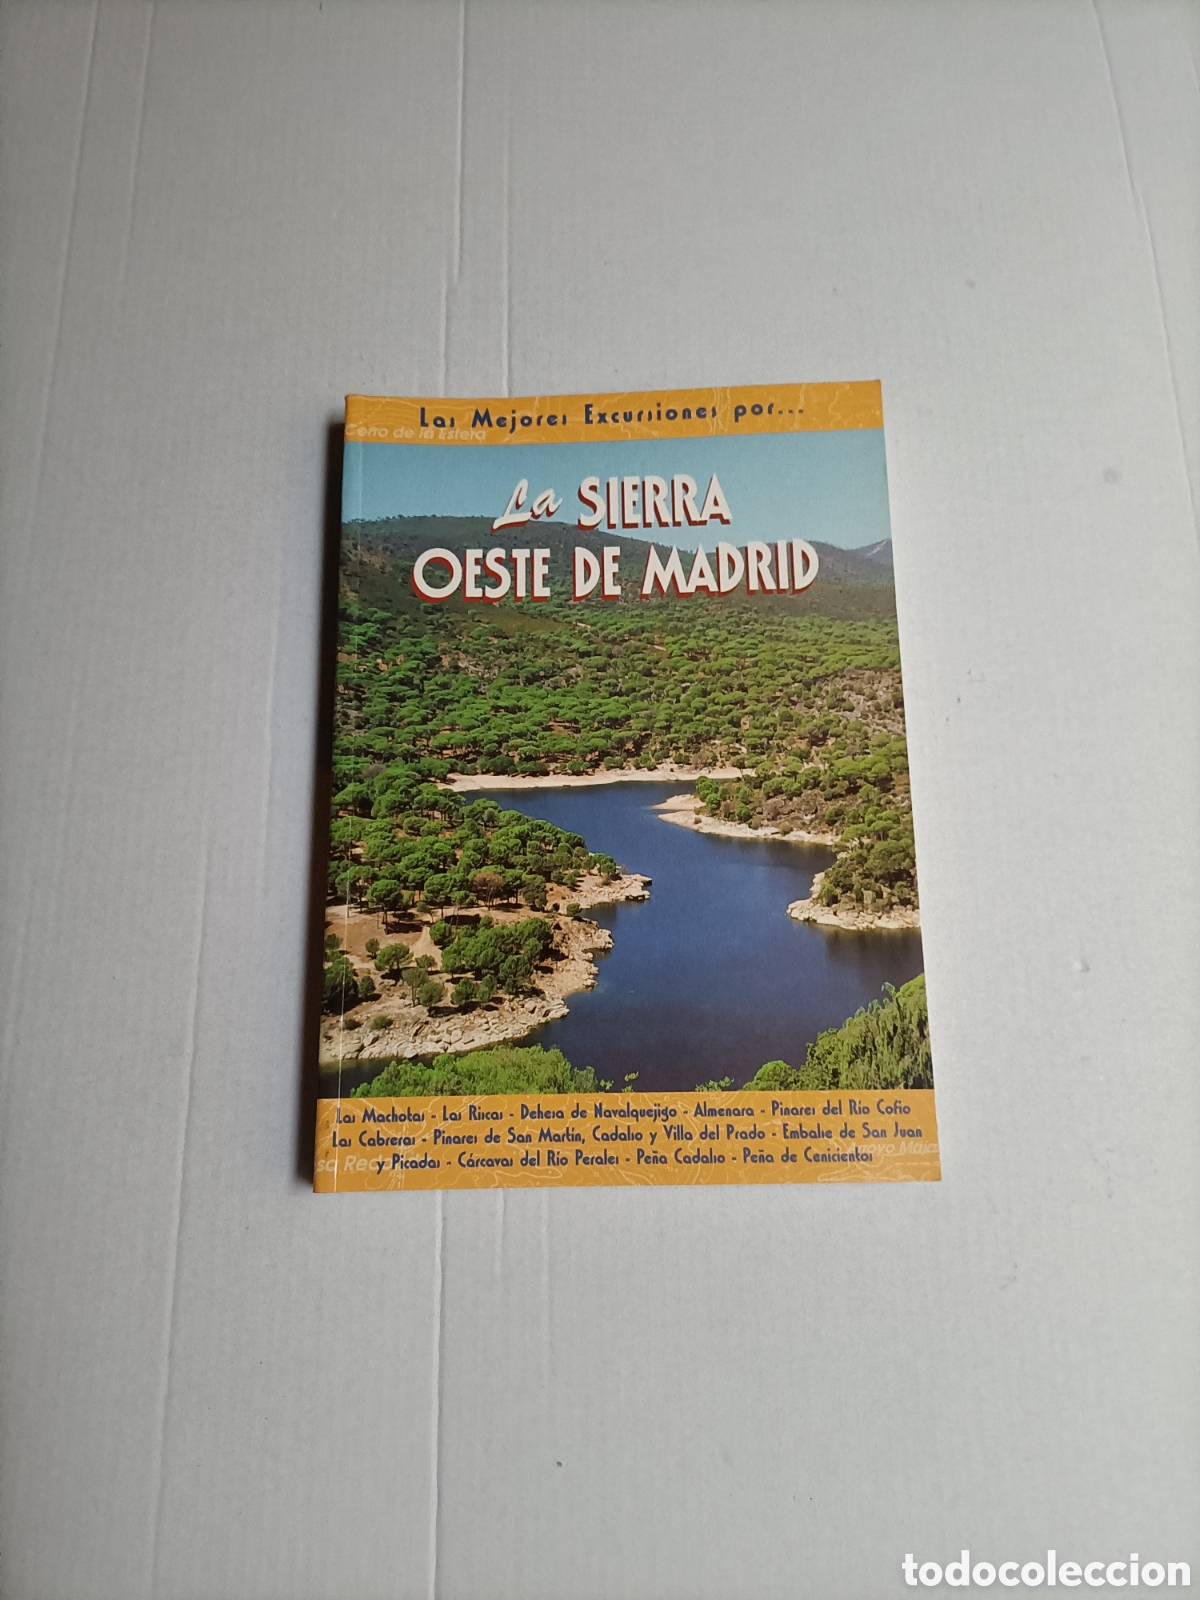 Las Mejores Excursiones por...
Cerro de la Estera
La SIERRA
OESTE DE MADRID
Las Machotas - Las Riscas - Dehesa de Navalquejigo - Almenara - Pinares del Río Cofio
Las Cabreras - Pinares de San Martín, Cadalso y Villa del Prado - Embalse de San Juan
y Picadas - Cárcavas del Río Perales - Peña Cadalso - Peña de Cenicientos
Arroyo
todocoleccion